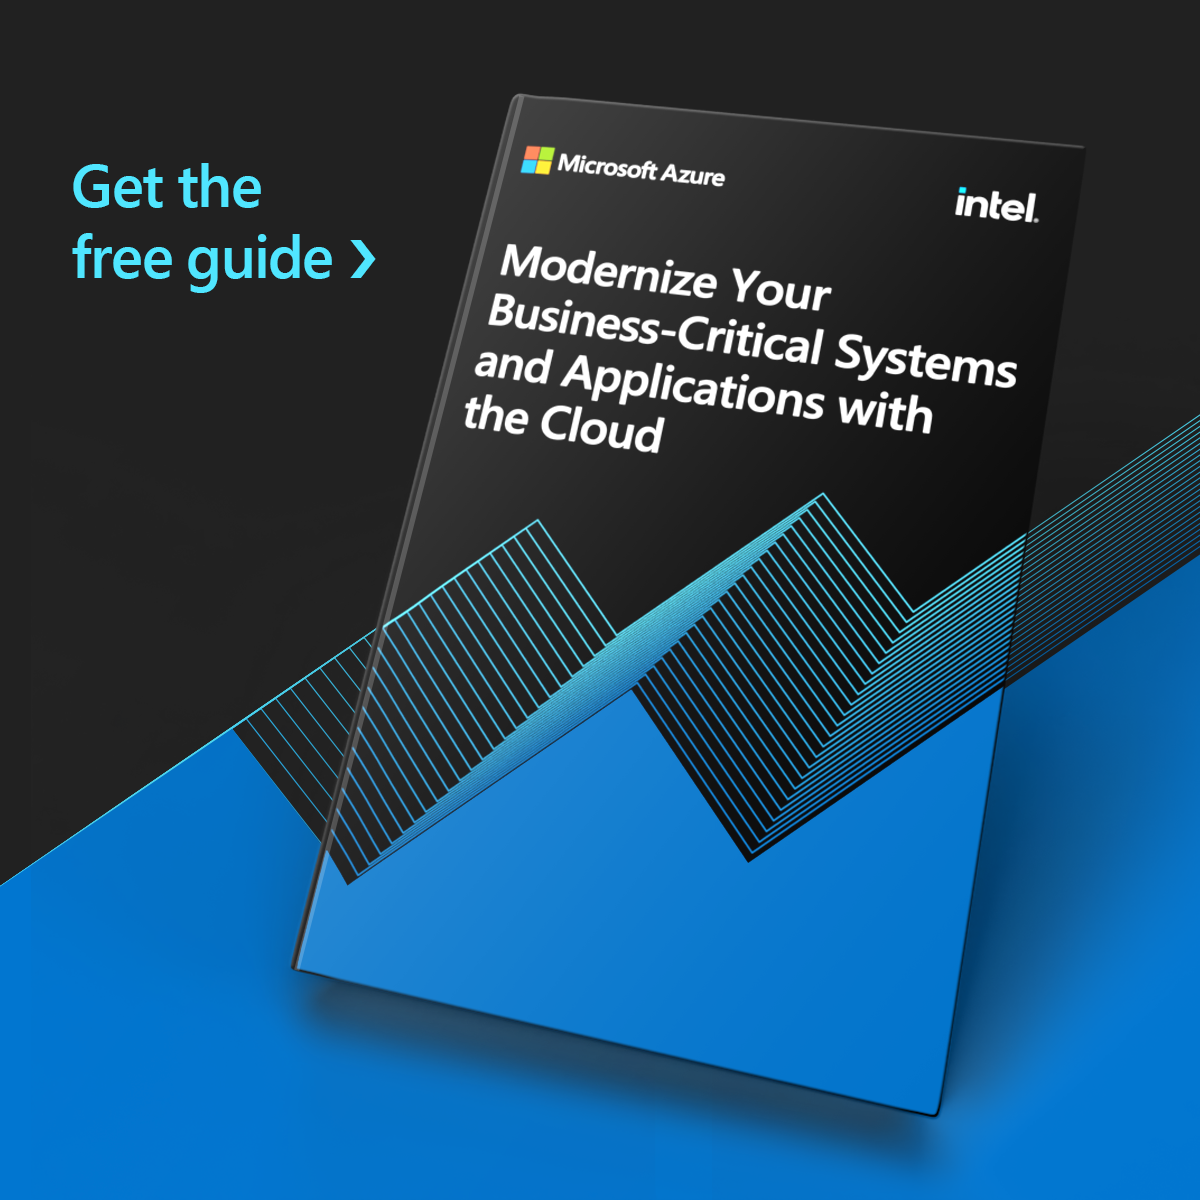 Get the
free guide ›
Microsoft Azure
intel.
Modernize Your
Business-Critical Systems
and Applications with
the Cloud